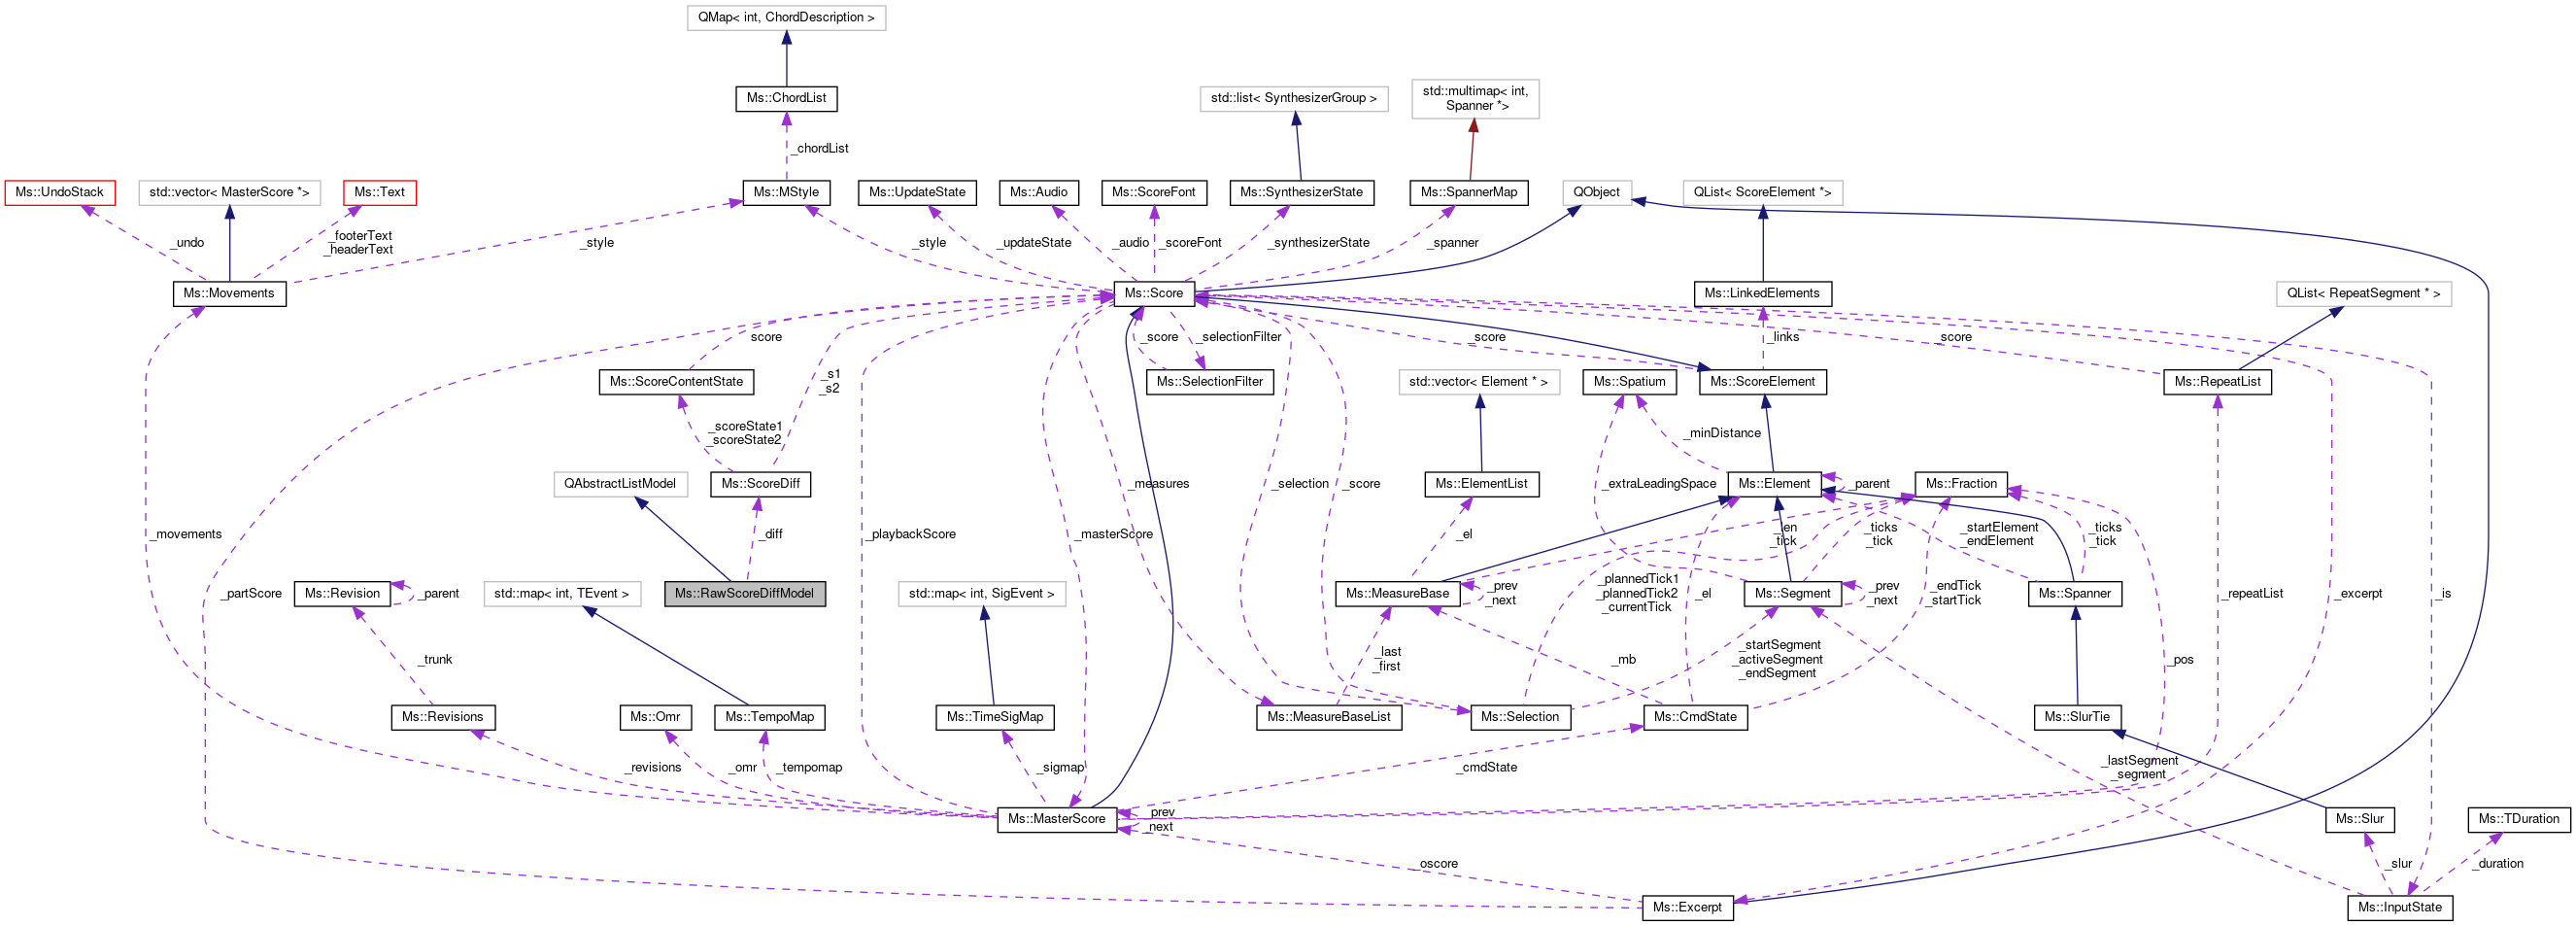 QMap< int, ChordDescription >
Ms::ChordList
std::list< SynthesizerGroup >
std::multimap< int,
Spanner *>
_chordList
Ms::UndoStack
std::vector< MasterScore *>
Ms::Text
Ms::MStyle
Ms::UpdateState
Ms::Audio
Ms::ScoreFont
Ms::SynthesizerState
Ms::SpannerMap
QObject
QList< ScoreElement *>
_undo
_footerText
_headerText
_style
_style
_updateState
_audio
_scoreFont
_synthesizerState
_spanner
Ms::Movements
Ms::Score
Ms::LinkedElements
QList< RepeatSegment * >
score
_score
_selectionFilter
_score
_links
_score
Ms::ScoreContentState
_s1
_s2
Ms::SelectionFilter
std::vector< Element * >
Ms::Spatium
Ms::ScoreElement
Ms::RepeatList
_scoreState1
_scoreState2
_minDistance
QAbstractListModel
Ms::ScoreDiff
_measures
_selection
_score
Ms::ElementList
_extraLeadingSpace
Ms::Element
_parent
Ms::Fraction
_movements
_diff
_playbackScore
_masterScore
_el
_len
_tick
_ticks
_tick
_startElement
_endElement
_ticks
_tick
_partScore
Ms::Revision
_parent
std::map< int, TEvent >
Ms::RawScoreDiffModel
std::map< int, SigEvent >
Ms::MeasureBase
_prev
_next
_plannedTick1
_plannedTick2
_currentTick
_el
Ms::Segment
_prev
_next
_endTick
_startTick
Ms::Spanner
_repeatList
_excerpt
_is
_trunk
_last
_first
_mb
_startSegment
_activeSegment
_endSegment
_pos
Ms::Revisions
Ms::Omr
Ms::TempoMap
Ms::TimeSigMap
Ms::MeasureBaseList
Ms::Selection
Ms::CmdState
Ms::SlurTie
_revisions
_omr
_tempomap
_sigmap
_cmdState
_lastSegment
_segment
Ms::MasterScore
_prev
_next
Ms::Slur
Ms::TDuration
_oscore
_slur
_duration
Ms::Excerpt
Ms::InputState